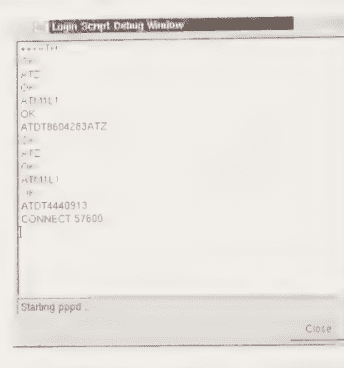 Login Script Debug Window
ATZ
ATM1L1
OK
ATDT8604283ATZ
ATZ
ATM1L1
ATDT4440913
CONNECT 57600
Starting pppd ..
Close